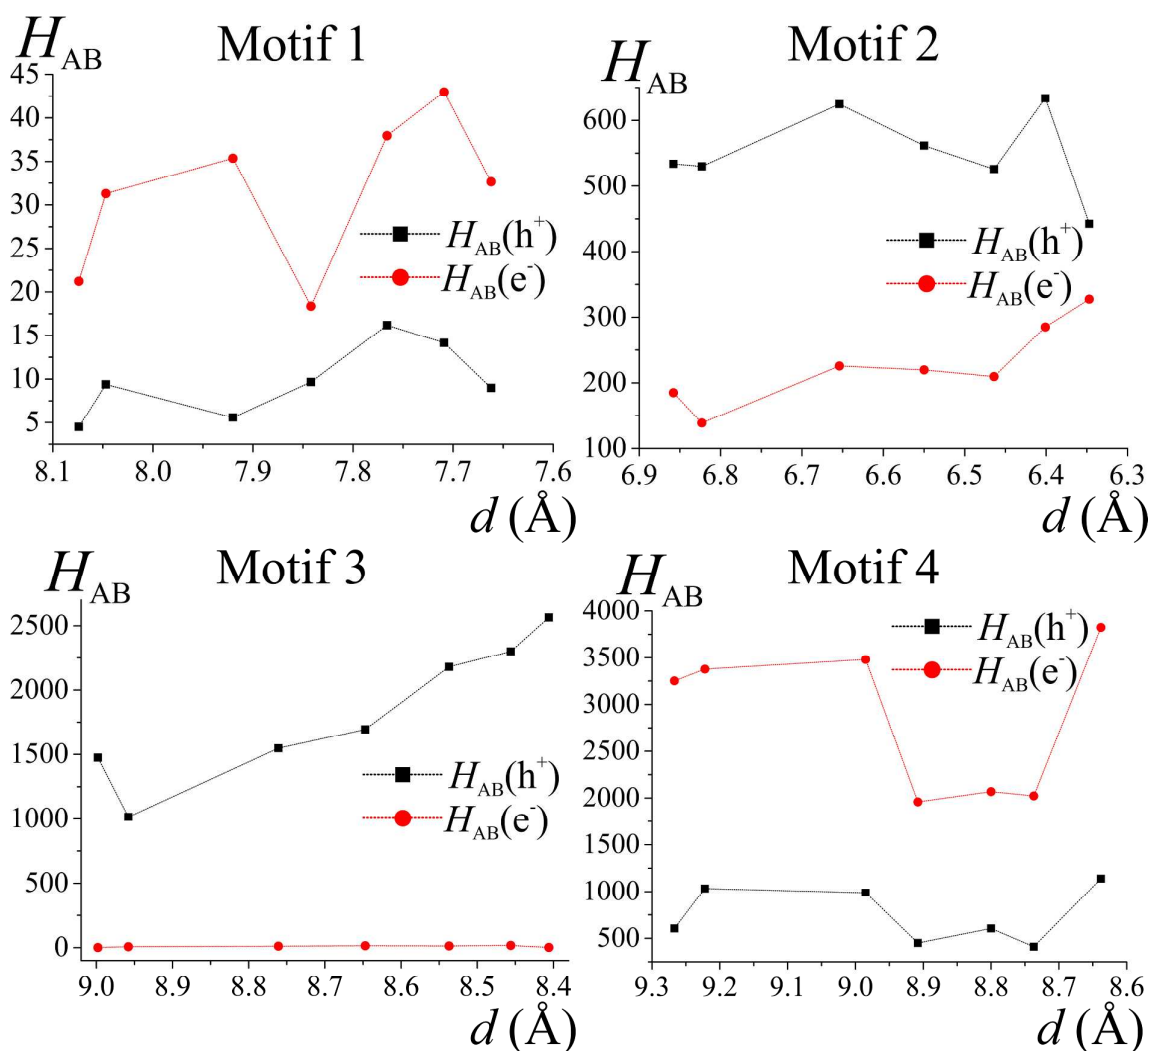 Motif 1
H_AB
45
40
35
30
25
20
15
10
5
H_AB(h⁺)
H_AB(e⁻)
8.1 8.0 7.9 7.8 7.7 7.6
d (Å)
Motif 2
H_AB
600
500
400
300
200
100
H_AB(h⁺)
H_AB(e⁻)
6.9 6.8 6.7 6.6 6.5 6.4 6.3
d (Å)
Motif 3
H_AB
2500
2000
1500
1000
500
0
H_AB(h⁺)
H_AB(e⁻)
9.0 8.9 8.8 8.7 8.6 8.5 8.4
d (Å)
Motif 4
H_AB
4000
3500
3000
2500
2000
1500
1000
500
H_AB(h⁺)
H_AB(e⁻)
9.3 9.2 9.1 9.0 8.9 8.8 8.7 8.6
d (Å)